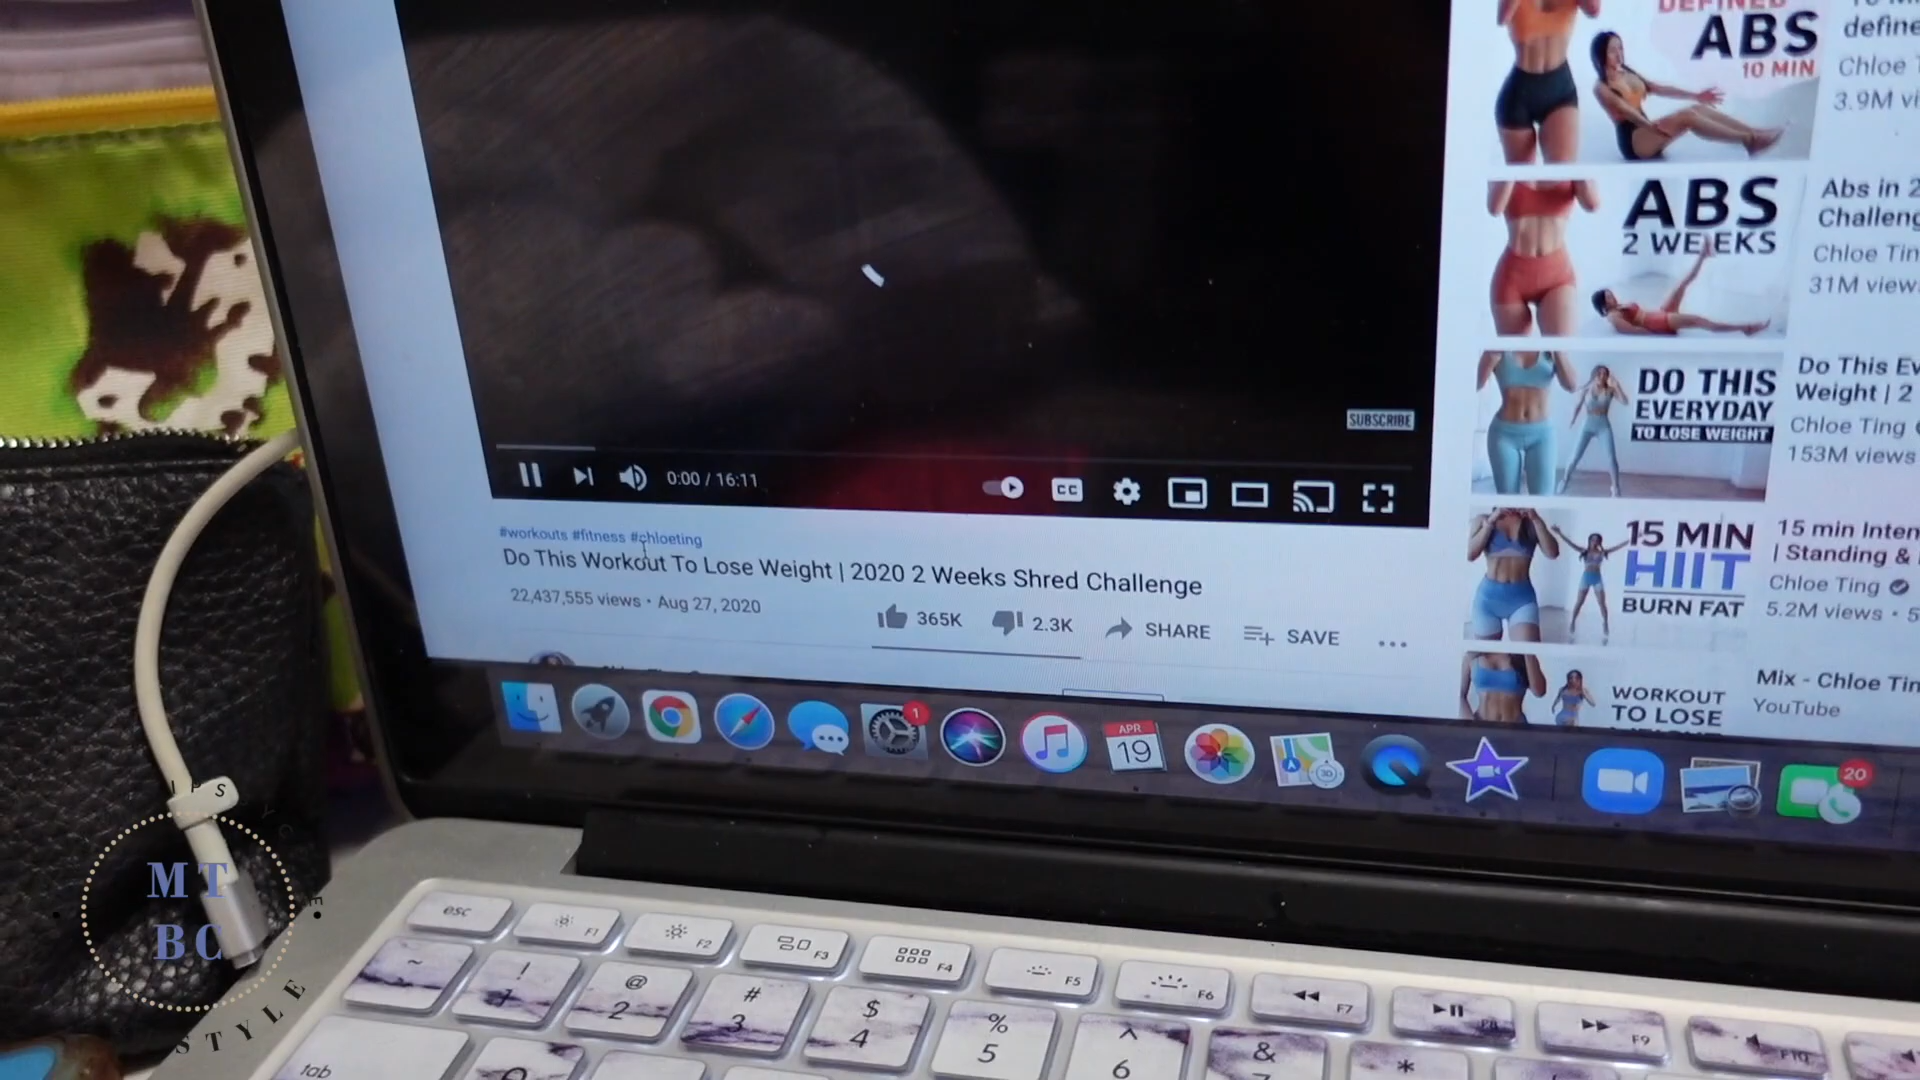 DEFINED
ABS
10 MIN
define
Chloe
3.9M
ABS
2 WEEKS
Abs in 2
Challeng
Chloe Tin
31M view
DO THIS
EVERYDAY
TO LOSE WEIGHT
Do This Ev
Weight | 2
Chloe Ting
153M views
15 MIN
HIIT
BURN FAT
15 min Inten
| Standing &
Chloe Ting
5.2M views • 5
WORKOUT
TO LOSE
Mix - Chloe Tin
YouTube
SUBSCRIBE
0:00 / 16:11
CC
#workouts #fitness #chloeting
Do This Workout To Lose Weight | 2020 2 Weeks Shred Challenge
22,437,555 views • Aug 27, 2020
365K
2.3K
SHARE
SAVE
1
APR
19
3D
20
MT
BC
STYLE
esc
F1
F2
F3
F4
F5
F6
F7
F8
F9
F10
~
!
@
2
#
3
$
4
%
5
^
6
&
*
tab